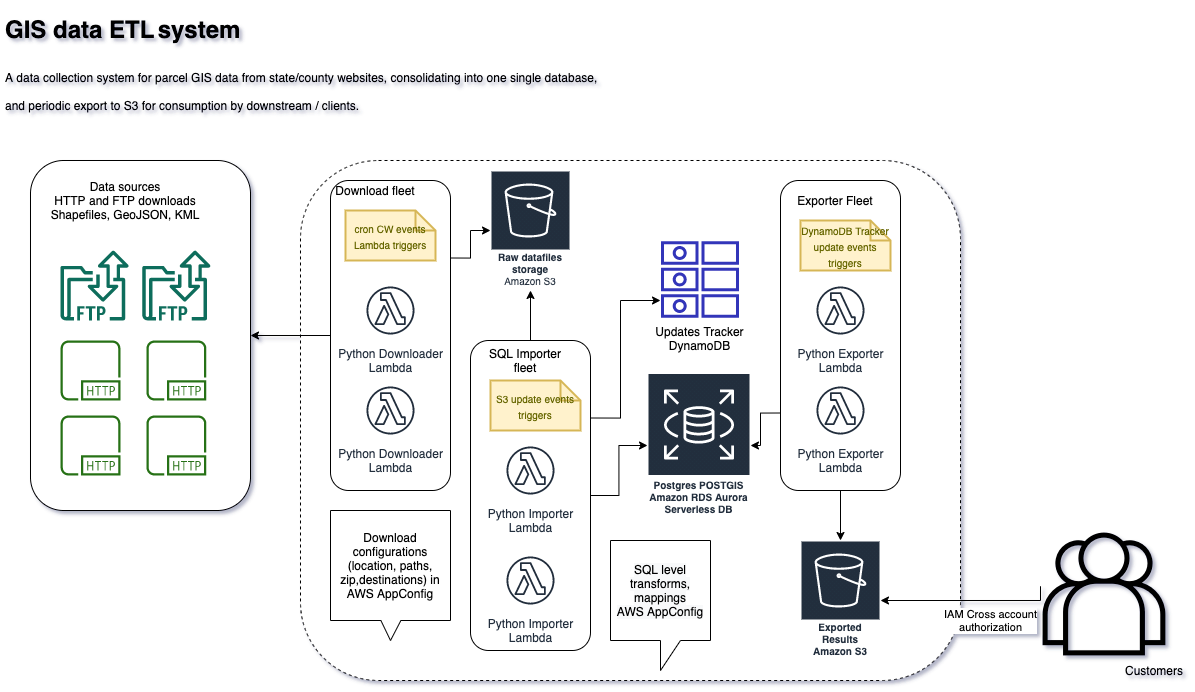 GIS data ETL system
A data collection system for parcel GIS data from state/county websites, consolidating into one single database,
and periodic export to S3 for consumption by downstream / clients.
Data sources
HTTP and FTP downloads
Shapefiles, GeoJSON, KML
FTP
FTP
HTTP
HTTP
HTTP
HTTP
Download fleet
cron CW events
Lambda triggers
Python Downloader
Lambda
Python Downloader
Lambda
Download
configurations
(location, paths,
zip,destinations) in
AWS AppConfig
Raw datafiles
storage
Amazon S3
SQL Importer
fleet
S3 update events
triggers
Python Importer
Lambda
Python Importer
Lambda
Updates Tracker
DynamoDB
Postgres POSTGIS
Amazon RDS Aurora
Serverless DB
SQL level
transforms,
mappings
AWS AppConfig
Exporter Fleet
DynamoDB Tracker
update events
triggers
Python Exporter
Lambda
Python Exporter
Lambda
Exported
Results
Amazon S3
IAM Cross account
authorization
Customers